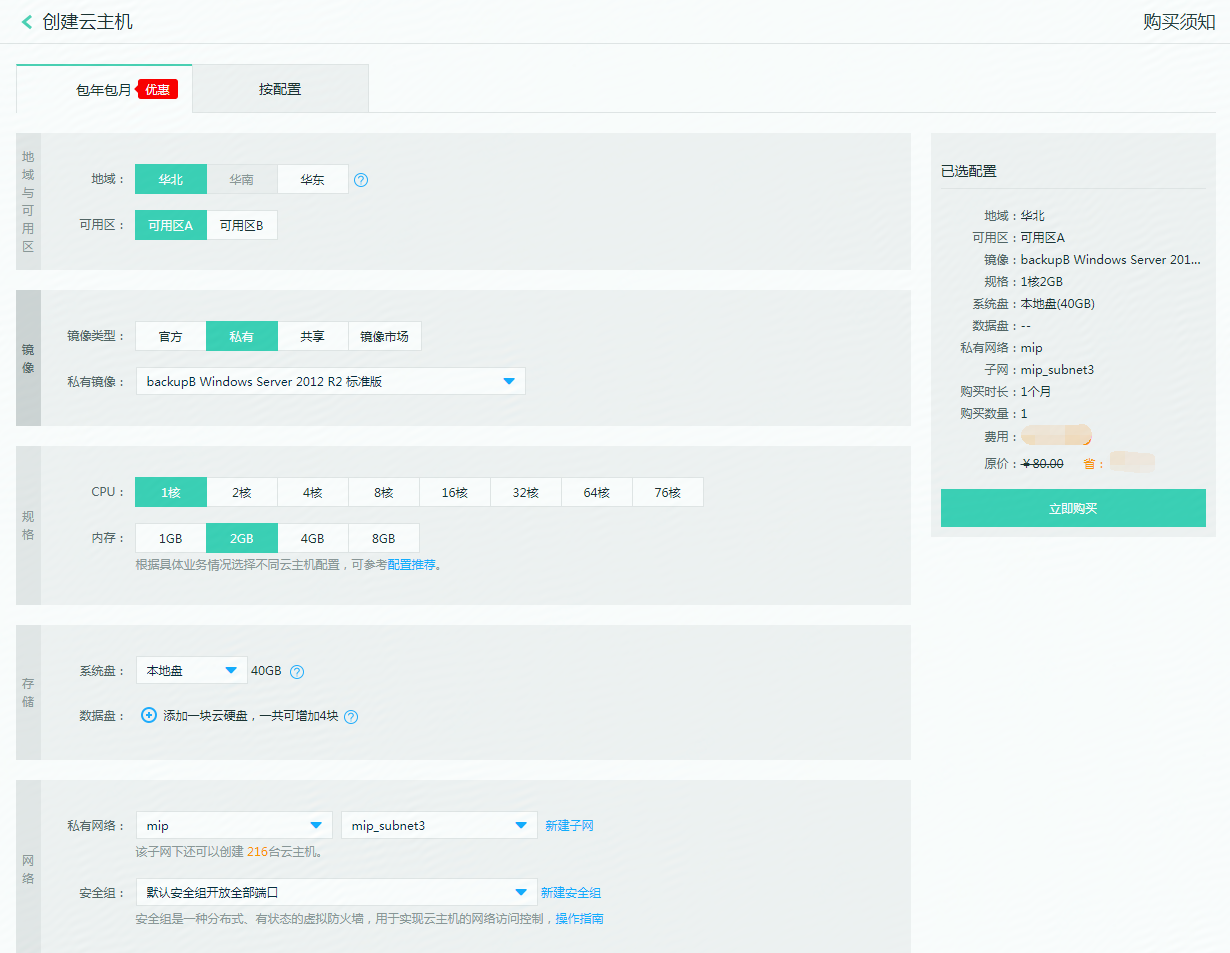 创建云主机
购买须知
包年包月 优惠 按配置
地域与可用区
地域： 华北 华南 华东 ?
可用区： 可用区A 可用区B
镜像
镜像类型： 官方 私有 共享 镜像市场
私有镜像： backupB Windows Server 2012 R2 标准版
规格
CPU： 1核 2核 4核 8核 16核 32核 64核 76核
内存： 1GB 2GB 4GB 8GB
根据具体业务情况选择不同云主机配置，可参考配置推荐。
存储
系统盘： 本地盘 40GB ?
数据盘： 添加一块云硬盘，一共可增加4块 ?
网络
私有网络： mip mip_subnet3 新建子网
该子网下还可以创建 216台云主机。
安全组： 默认安全组开放全部端口 新建安全组
安全组是一种分布式、有状态的虚拟防火墙，用于实现云主机的网络访问控制，操作指南
已选配置
地域：华北
可用区：可用区A
镜像：backupB Windows Server 201...
规格：1核2GB
系统盘：本地盘(40GB)
数据盘：--
私有网络：mip
子网：mip_subnet3
购买时长：1个月
购买数量：1
费用：
原价：¥80.00 省：
立即购买